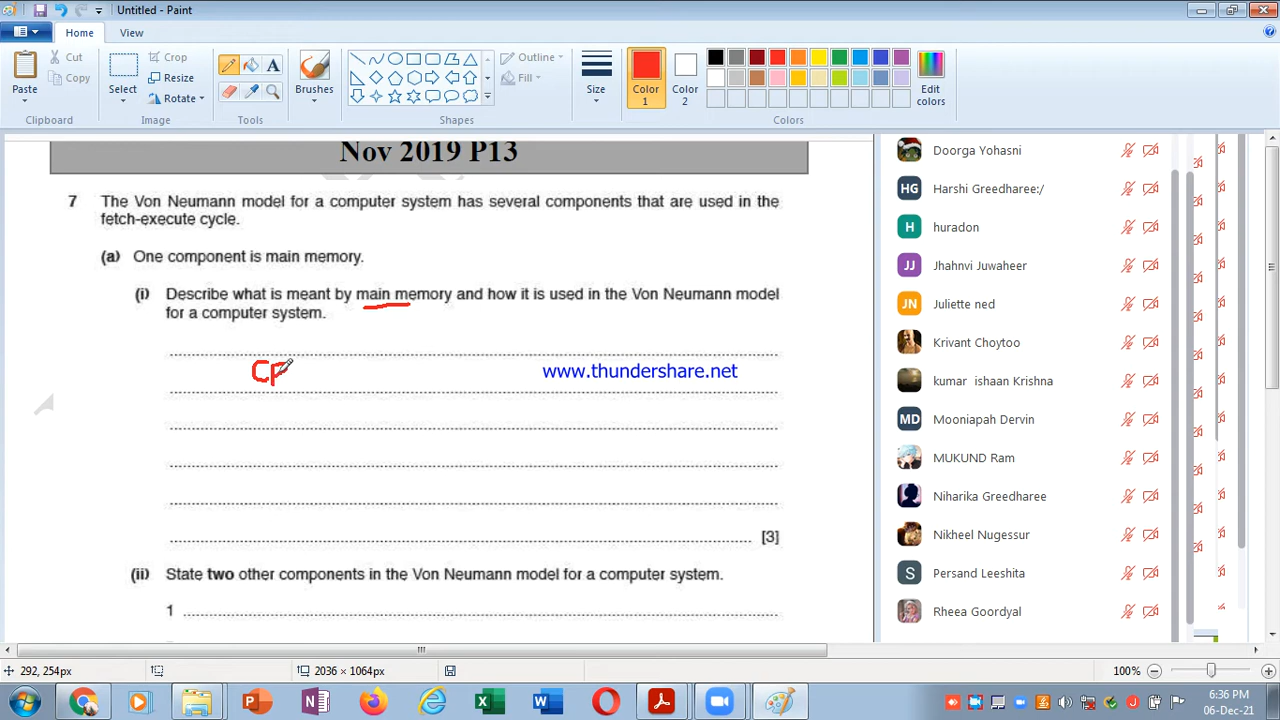 Untitled - Paint
Home
View
Paste
Cut
Copy
Clipboard
Select
Crop
Resize
Rotate
Image
Tools
Brushes
Shapes
Outline
Fill
Size
Color
1
Color
2
Edit
colors
Colors
Nov 2019 P13
7 The Von Neumann model for a computer system has several components that are used in the
fetch-execute cycle.
(a) One component is main memory.
(i) Describe what is meant by main memory and how it is used in the Von Neumann model
for a computer system.
CP
www.thundershare.net
[3]
(ii) State two other components in the Von Neumann model for a computer system.
1
Doorga Yohasni
HG Harshi Greedharee:/
H huradon
JJ Jhahnvi Juwaheer
JN Juliette ned
Krivant Choytoo
kumar ishaan Krishna
MD Mooniapah Dervin
MUKUND Ram
Niharika Greedharee
Nikheel Nugessur
S Persand Leeshita
Rheea Goordyal
292, 254px
2036 × 1064px
100%
6:36 PM
06-Dec-21